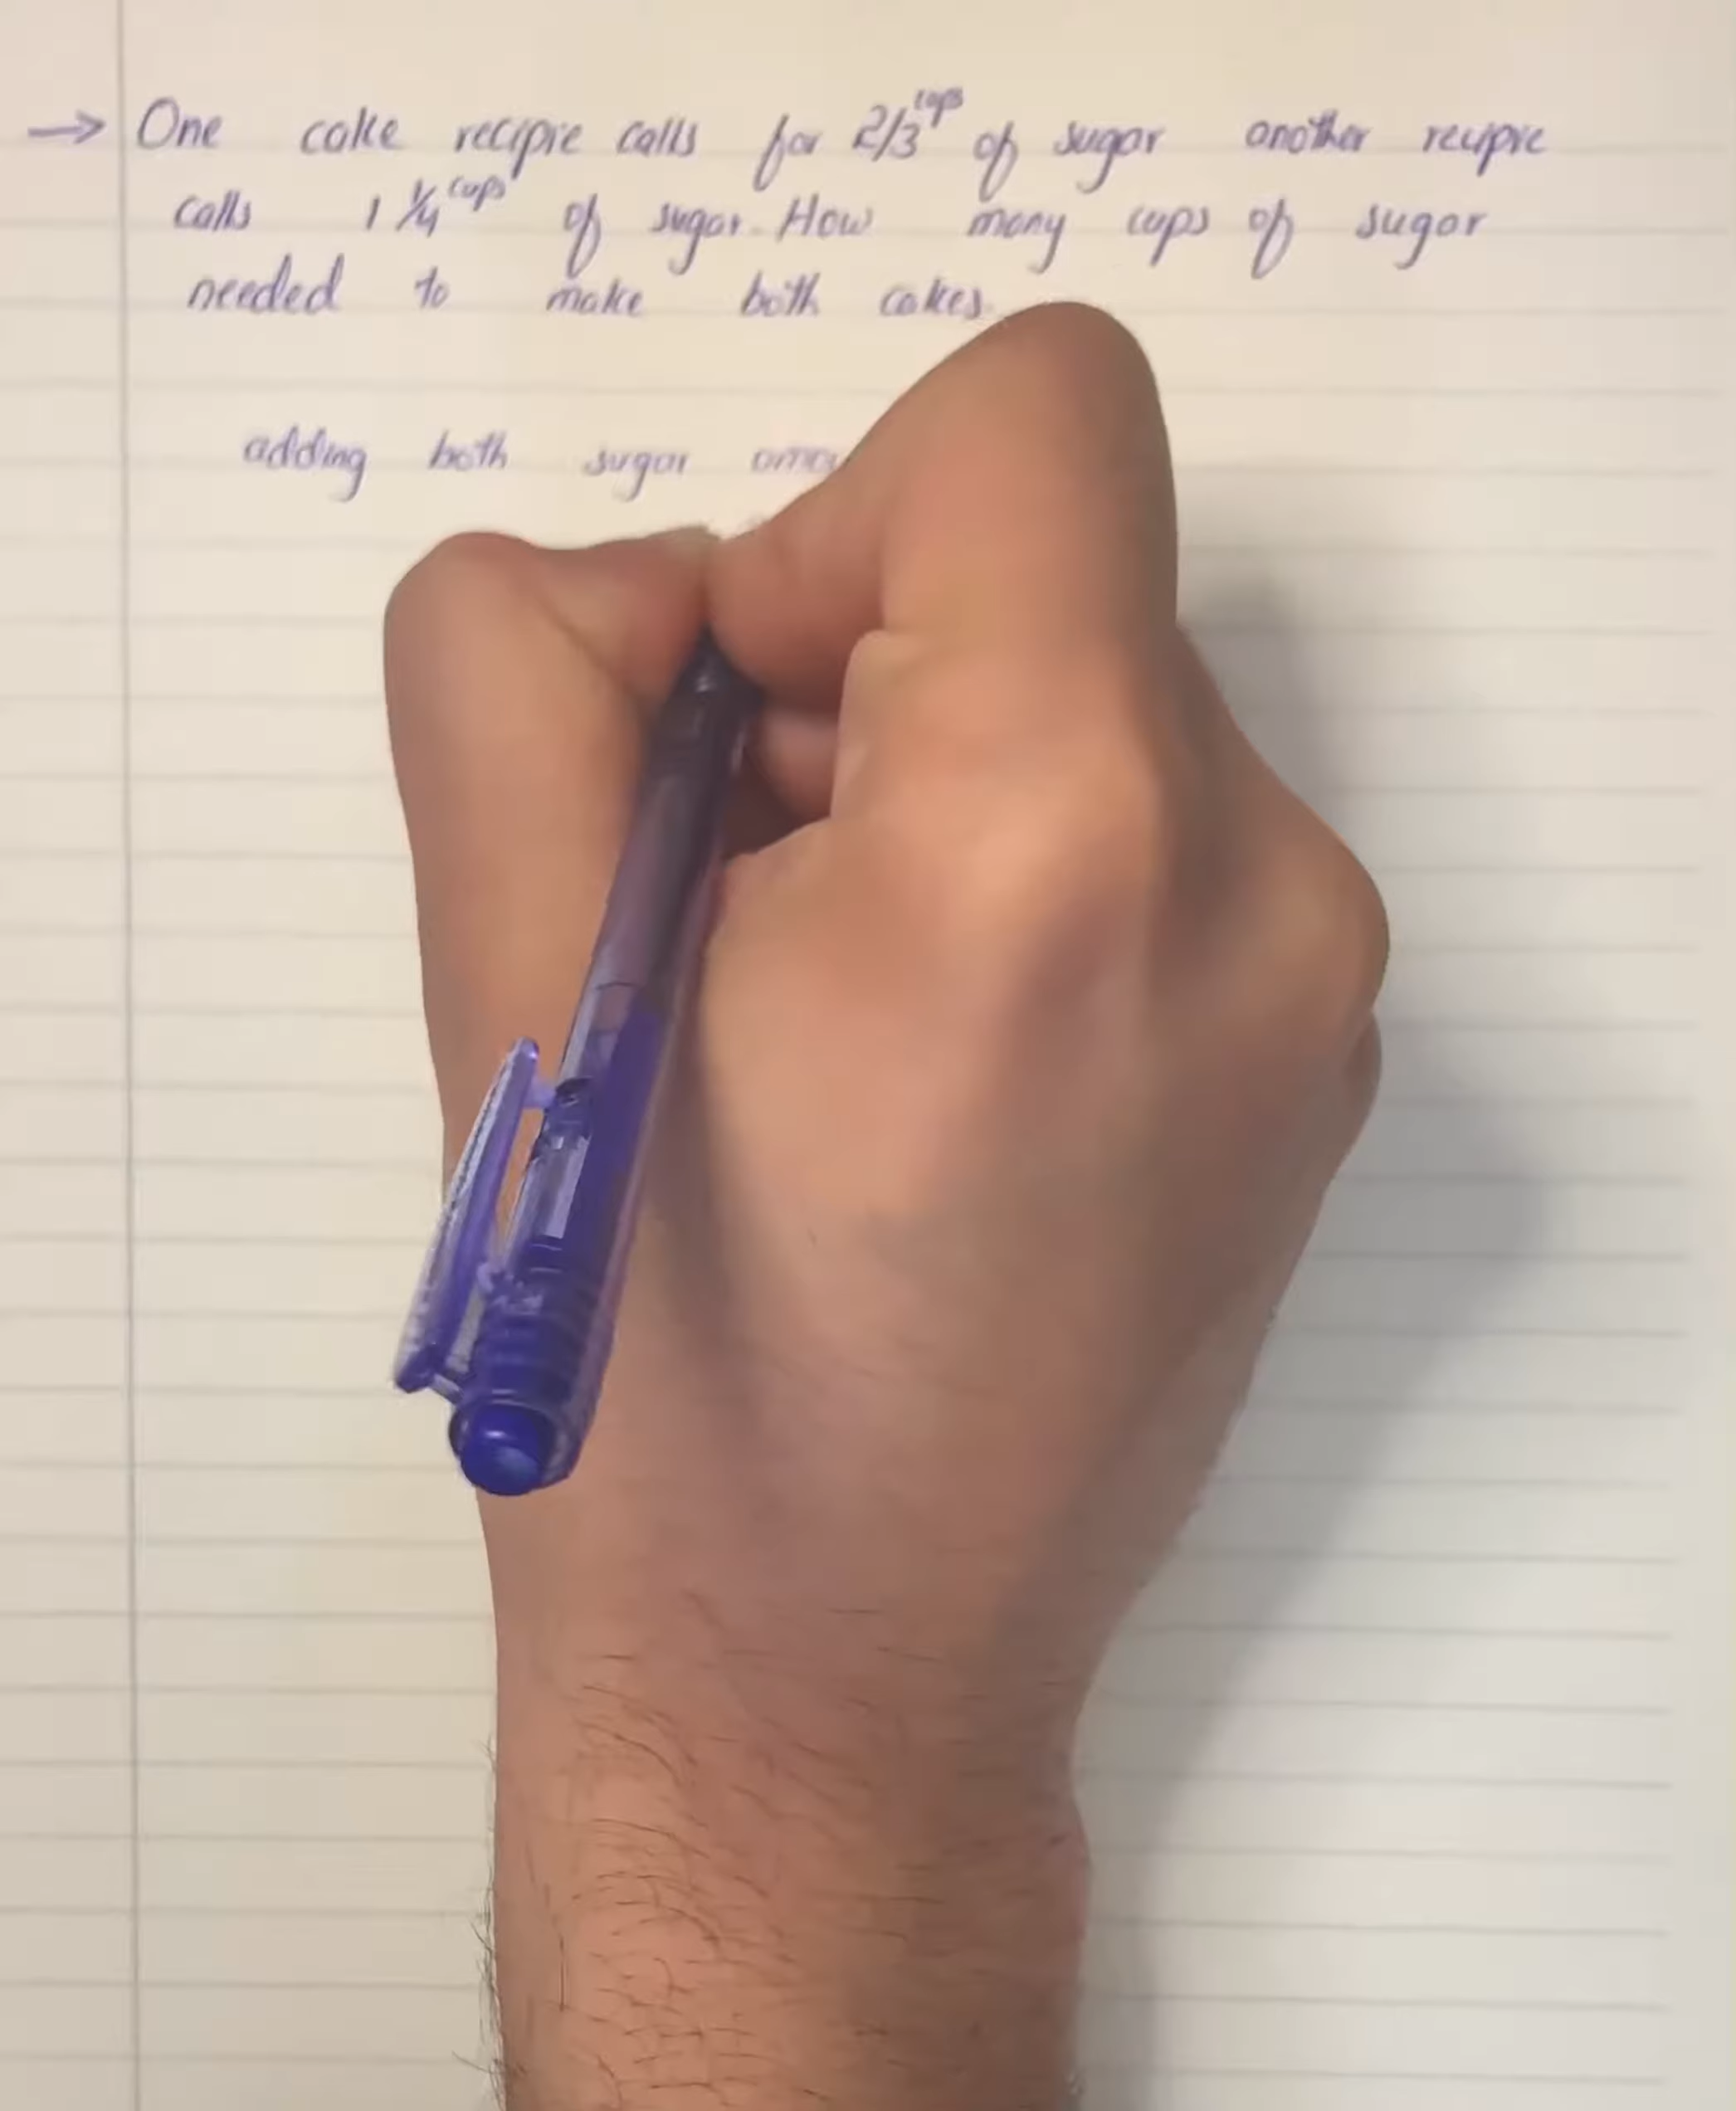 → One cake recipie calls for 2/3 cups of sugar another recipie
calls 1 1/4 cups of sugar. How many cups of sugar
needed to make both cakes.
adding both sugar